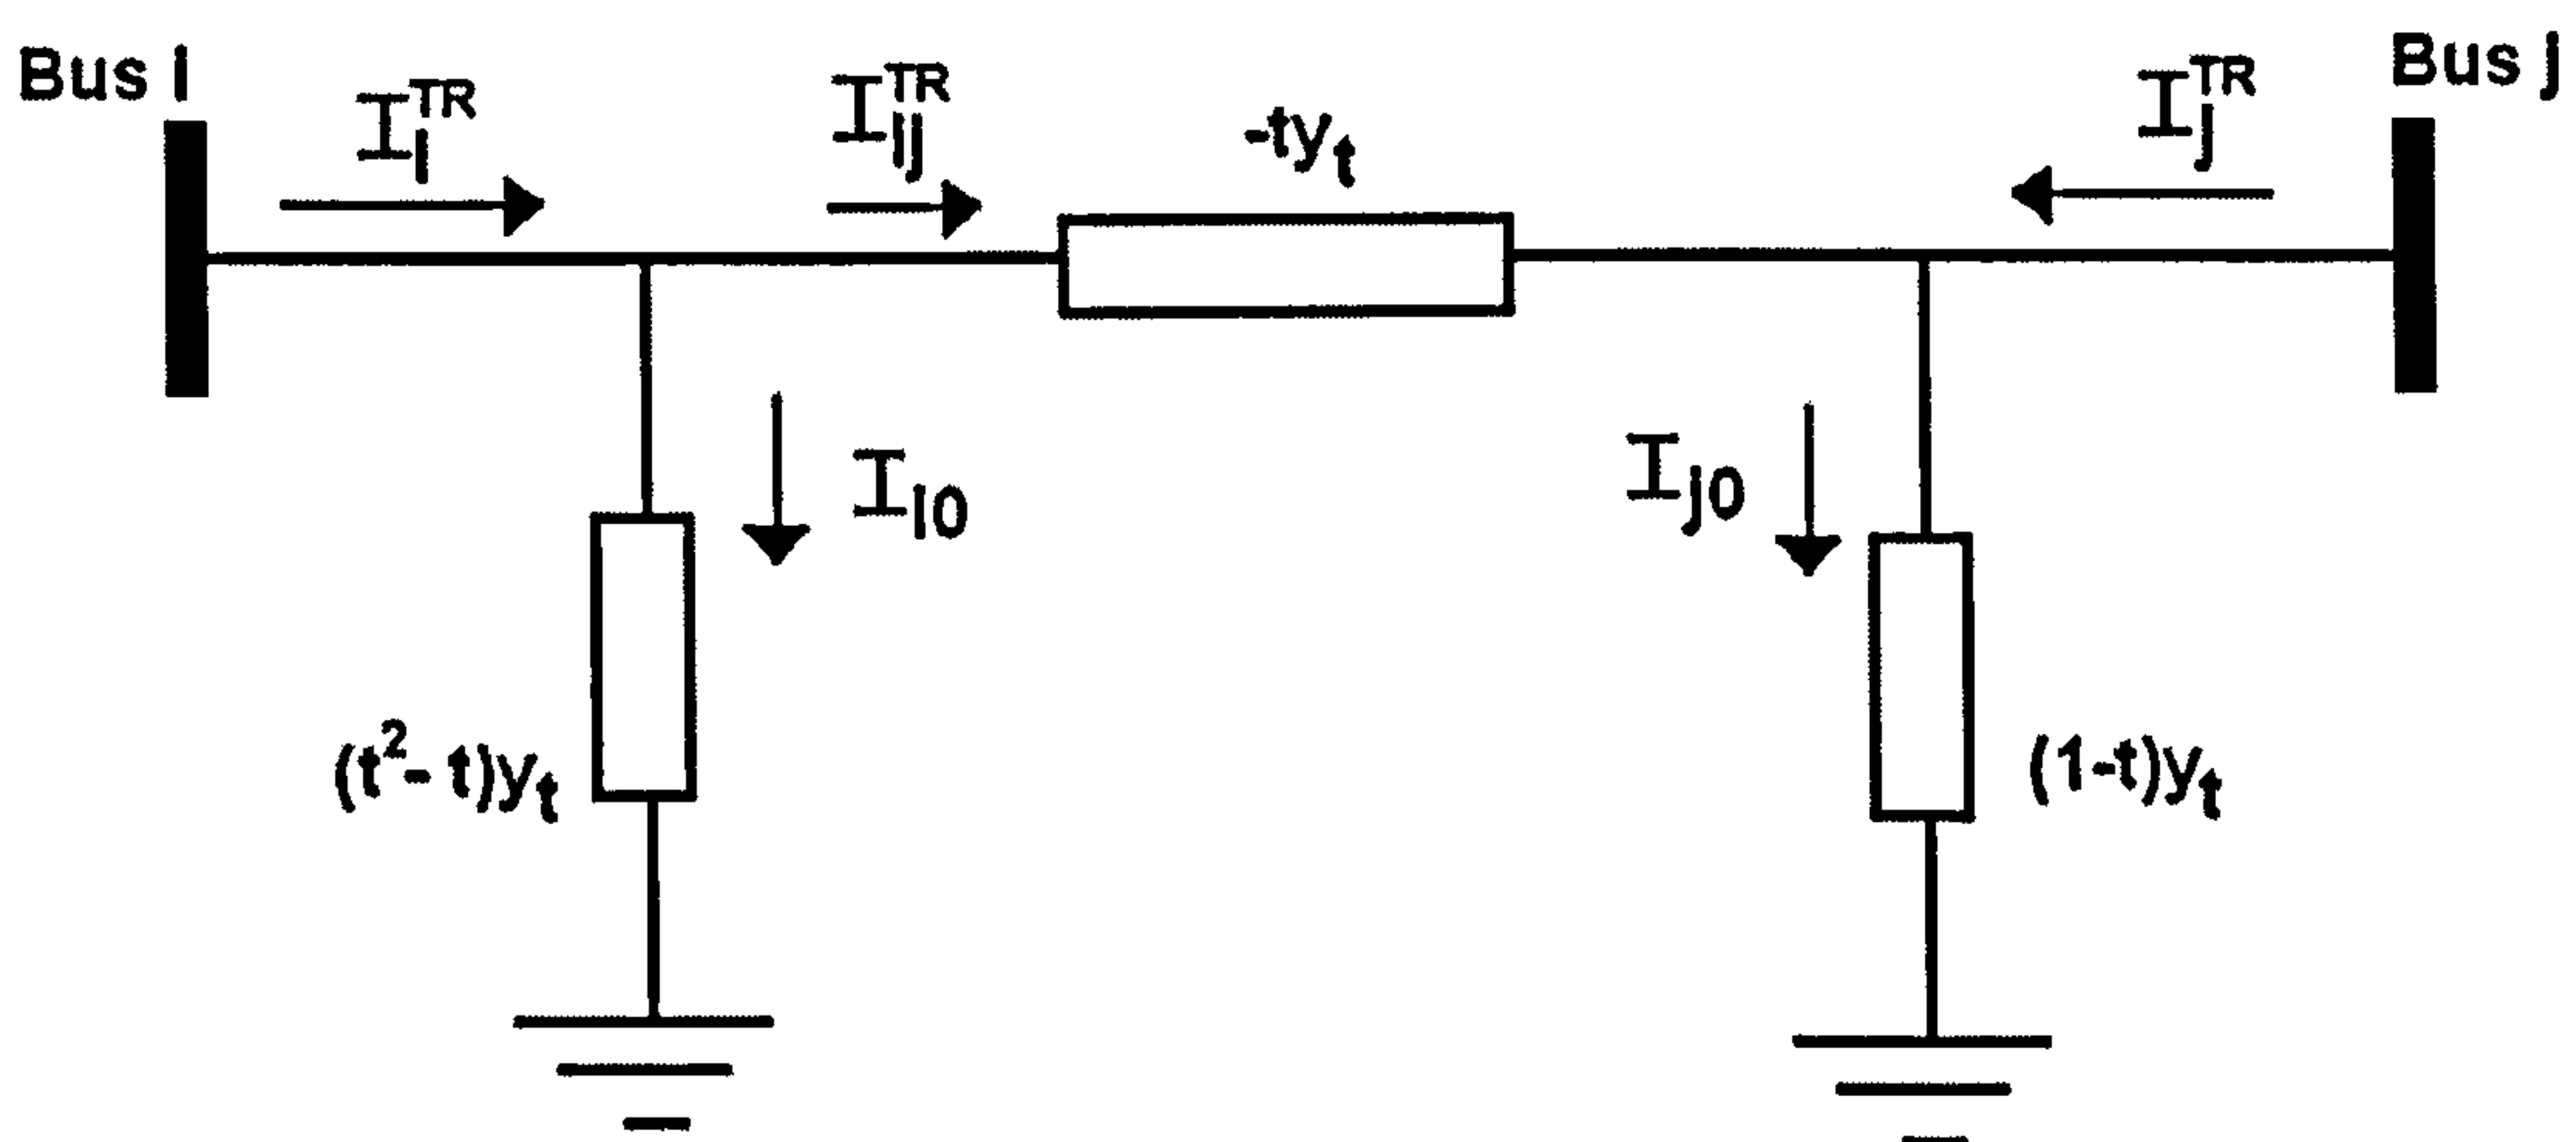 Bus i
I_i^TR
I_ij^TR
-ty_t
I_j^TR
Bus j
I_i0
I_j0
(t^2- t)y_t
(1-t)y_t